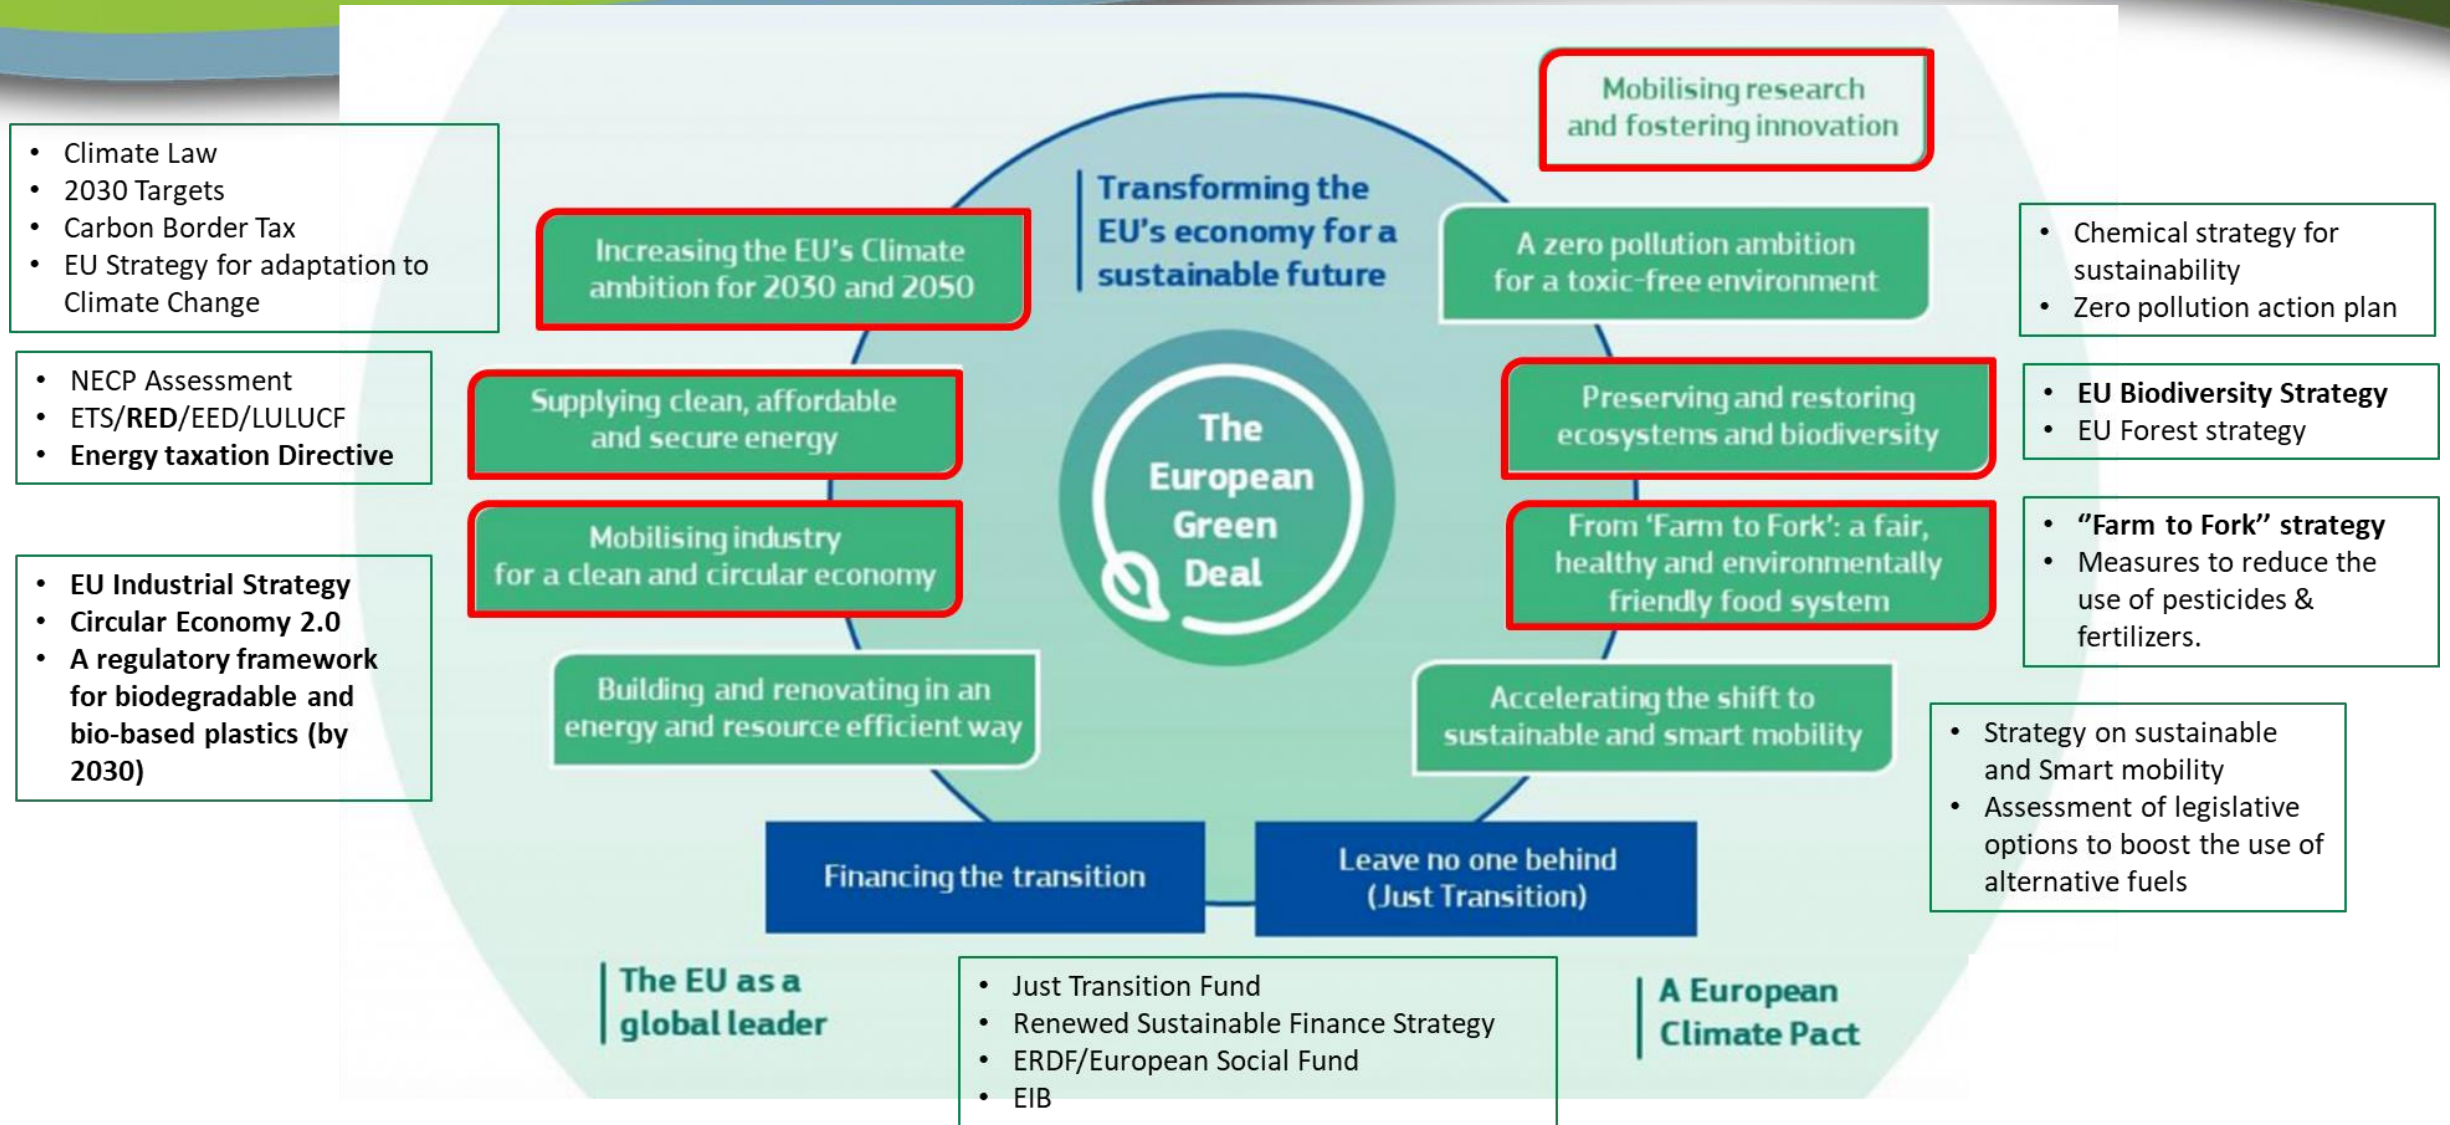 • Climate Law
• 2030 Targets
• Carbon Border Tax
• EU Strategy for adaptation to
Climate Change
• NECP Assessment
• ETS/RED/EED/LULUCF
• Energy taxation Directive
• EU Industrial Strategy
• Circular Economy 2.0
• A regulatory framework
for biodegradable and
bio-based plastics (by
2030)
Increasing the EU's Climate
ambition for 2030 and 2050
Supplying clean, affordable
and secure energy
Mobilising industry
for a clean and circular economy
Building and renovating in an
energy and resource efficient way
Transforming the
EU's economy for a
sustainable future
The
European
Green
Deal
Mobilising research
and fostering innovation
A zero pollution ambition
for a toxic-free environment
Preserving and restoring
ecosystems and biodiversity
From ‘Farm to Fork’: a fair,
healthy and environmentally
friendly food system
Accelerating the shift to
sustainable and smart mobility
• Chemical strategy for
sustainability
• Zero pollution action plan
• EU Biodiversity Strategy
• EU Forest strategy
• ‘’Farm to Fork’’ strategy
• Measures to reduce the
use of pesticides &
fertilizers.
• Strategy on sustainable
and Smart mobility
• Assessment of legislative
options to boost the use of
alternative fuels
Financing the transition
Leave no one behind
(Just Transition)
The EU as a
global leader
• Just Transition Fund
• Renewed Sustainable Finance Strategy
• ERDF/European Social Fund
• EIB
A European
Climate Pact